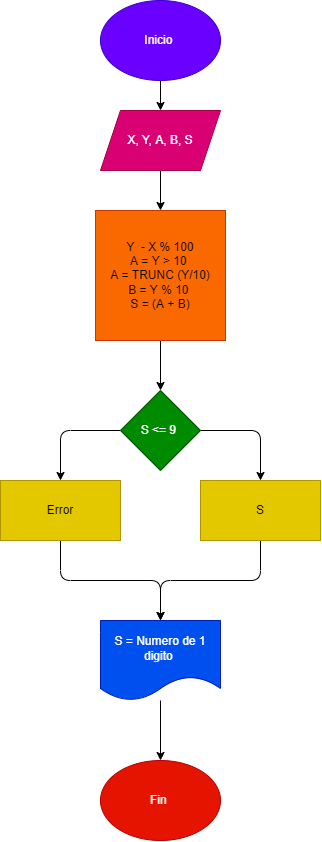 Inicio
X, Y, A, B, S
Y - X % 100
A = Y > 10
A = TRUNC (Y/10)
B = Y % 10
S = (A + B)
S <= 9
Error
S
S = Numero de 1
digito
Fin